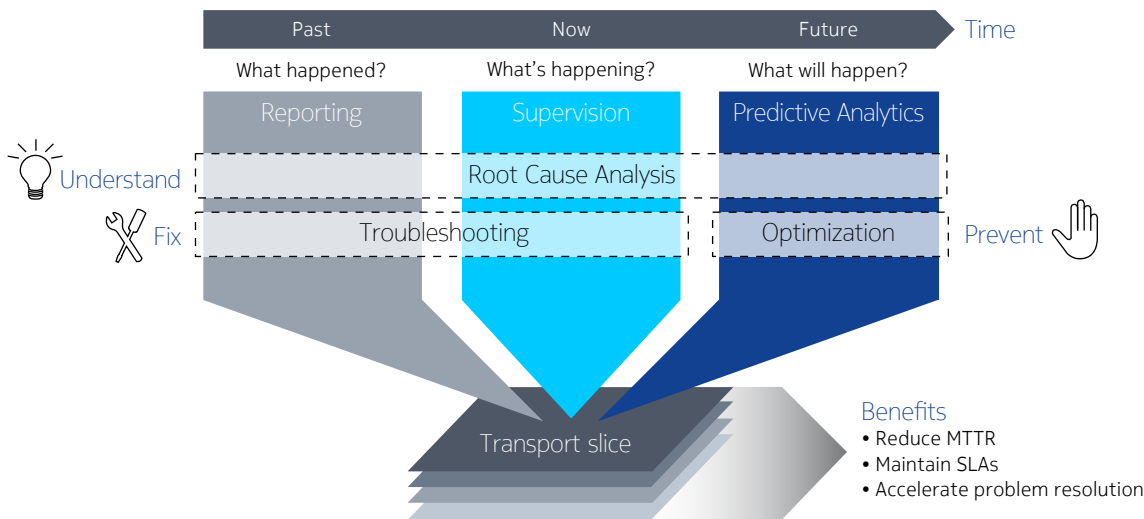 Past
Now
Future
Time
What happened?
What's happening?
What will happen?
Reporting
Supervision
Predictive Analytics
Understand
Root Cause Analysis
Fix
Troubleshooting
Optimization
Prevent
Transport slice
Benefits
• Reduce MTTR
• Maintain SLAs
• Accelerate problem resolution